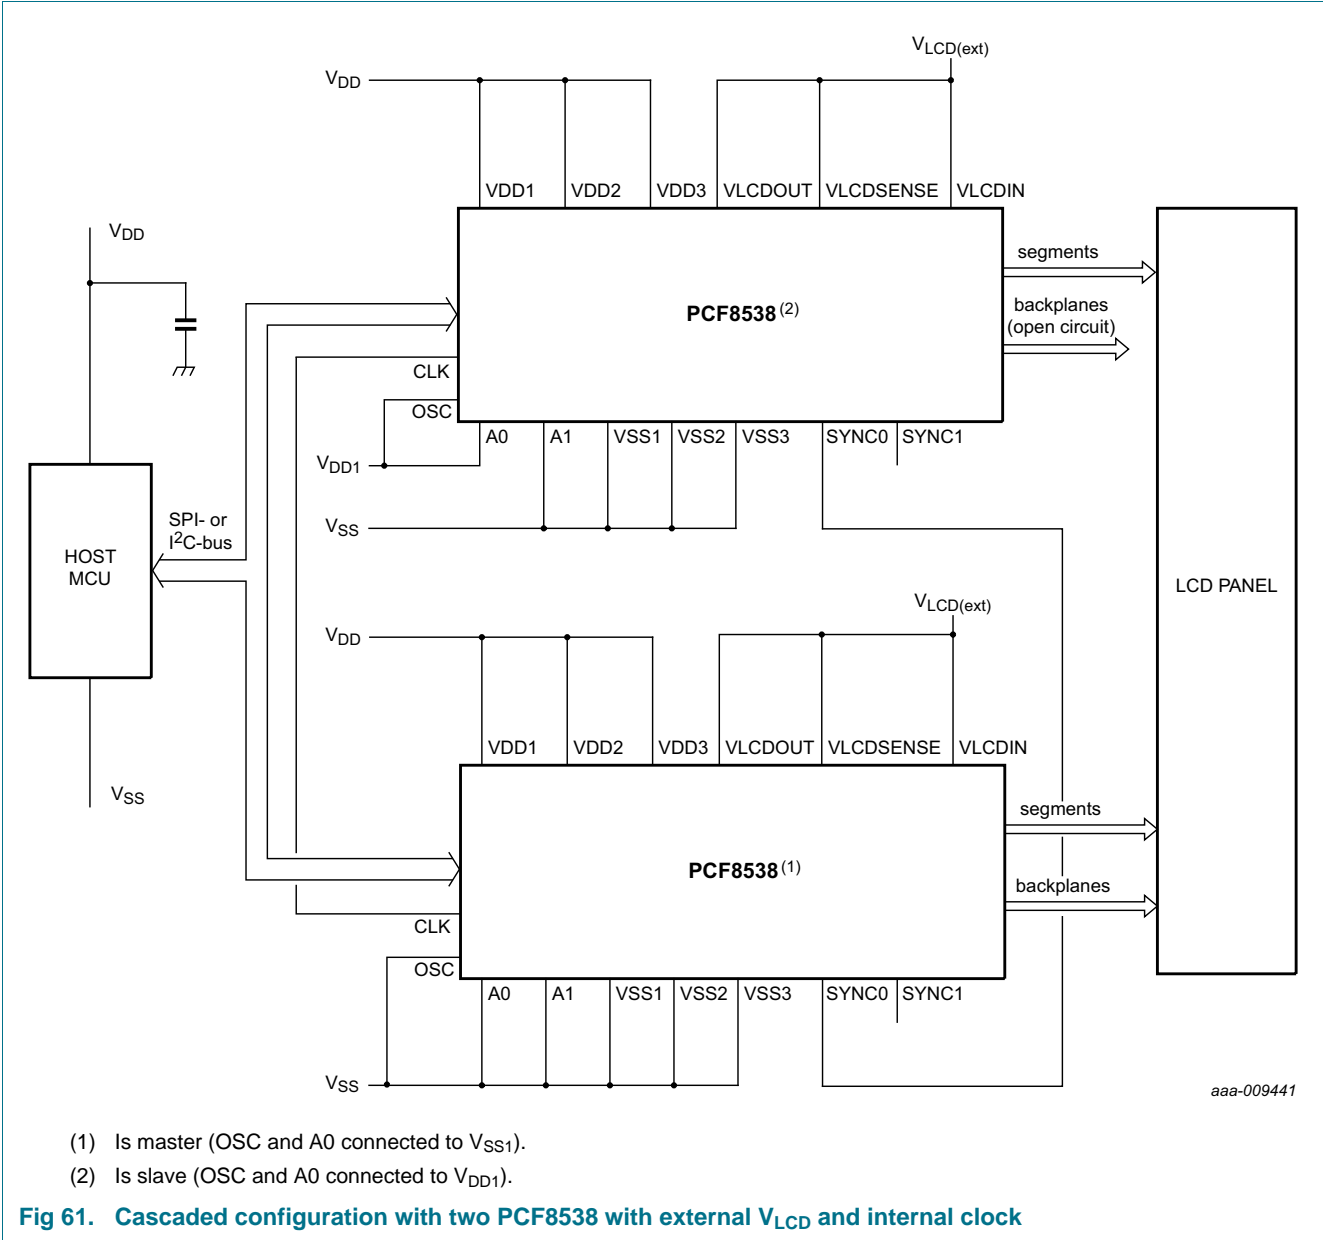 VLCD(ext)
VDD
VDD1 VDD2 VDD3 VLCDOUT VLCDSENSE VLCDIN
VDD
segments
backplanes
(open circuit)
PCF8538(2)
CLK
OSC
A0 A1 VSS1 VSS2 VSS3 SYNC0 SYNC1
VDD1
VSS
SPI- or
I2C-bus
HOST
MCU
LCD PANEL
VLCD(ext)
VDD
VDD1 VDD2 VDD3 VLCDOUT VLCDSENSE VLCDIN
VSS
segments
PCF8538(1)
backplanes
CLK
OSC
A0 A1 VSS1 VSS2 VSS3 SYNC0 SYNC1
VSS
aaa-009441
(1) Is master (OSC and A0 connected to VSS1).
(2) Is slave (OSC and A0 connected to VDD1).
Fig 61. Cascaded configuration with two PCF8538 with external VLCD and internal clock